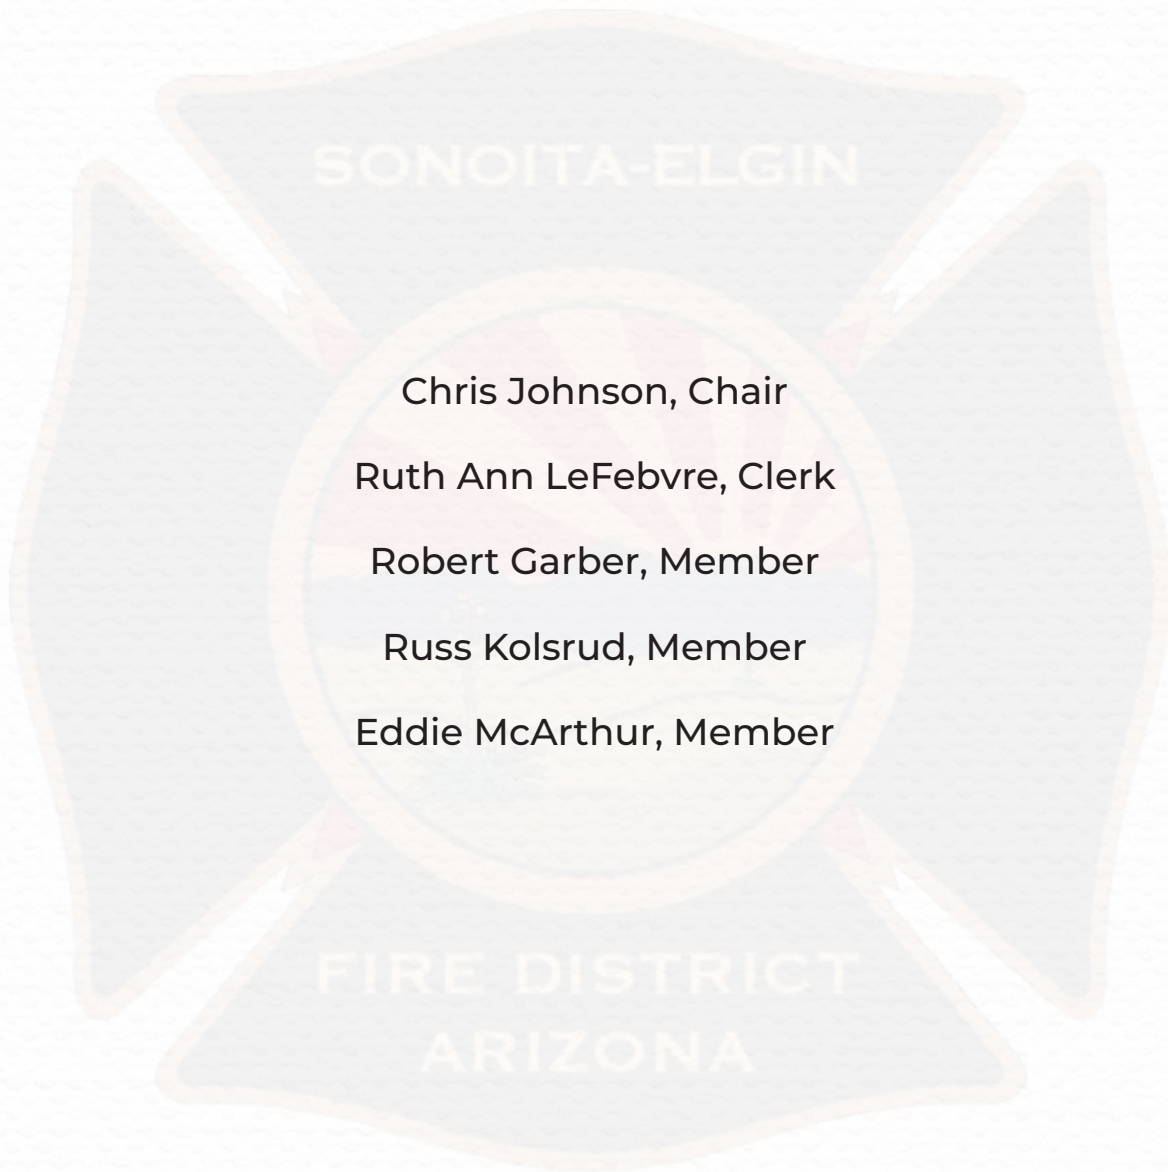 SONOITA-ELGIN
Chris Johnson, Chair
Ruth Ann LeFebvre, Clerk
Robert Garber, Member
Russ Kolsrud, Member
Eddie McArthur, Member
FIRE DISTRICT
ARIZONA